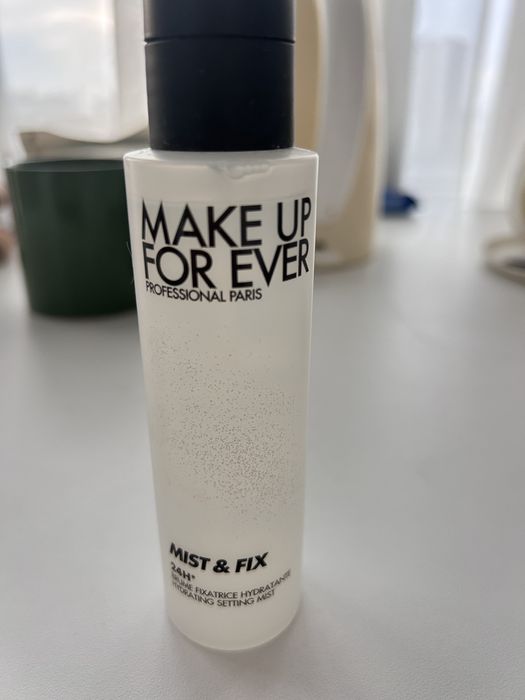 MAKE UP
FOR EVER
PROFESSIONAL PARIS
MIST & FIX
24H*
BRUME FIXATRICE HYDRATANTE
HYDRATING SETTING MIST